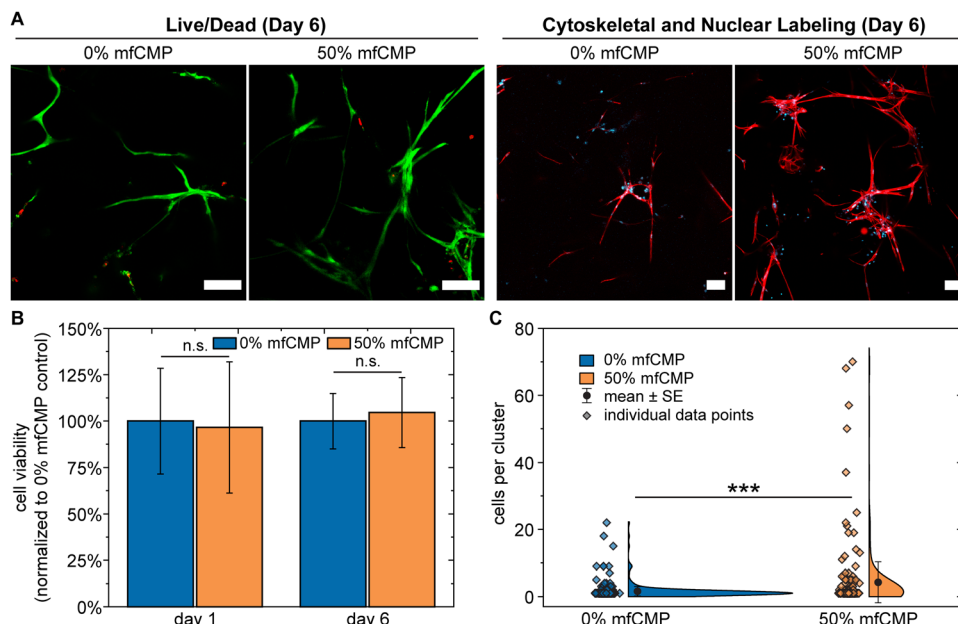 A
Live/Dead (Day 6)
0% mfCMP
50% mfCMP
Cytoskeletal and Nuclear Labeling (Day 6)
0% mfCMP
50% mfCMP
B
cell viability
(normalized to 0% mfCMP control)
150%
125%
100%
75%
50%
25%
0%
0% mfCMP
50% mfCMP
n.s.
n.s.
day 1
day 6
C
cells per cluster
80
60
40
20
0
0% mfCMP
50% mfCMP
mean ± SE
individual data points
***
0% mfCMP
50% mfCMP